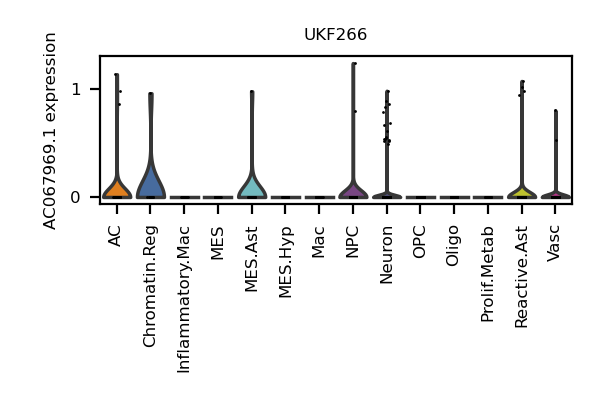 UKF266
AC067969.1 expression
1
0
AC
Chromatin.Reg
Inflammatory.Mac
MES
MES.Ast
MES.Hyp
Mac
NPC
Neuron
OPC
Oligo
Prolif.Metab
Reactive.Ast
Vasc